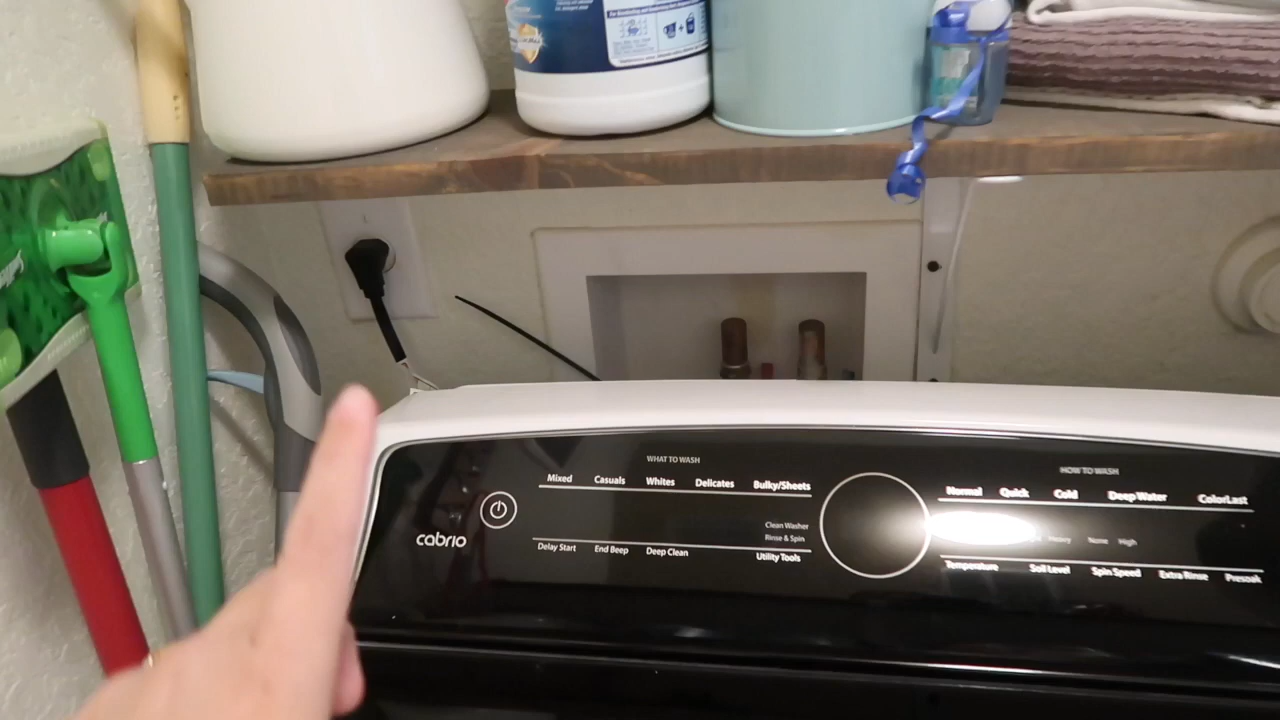 WHAT TO WASH
Mixed Casuals Whites Delicates Bulky/Sheets
Clean Washer
Rinse & Spin
Delay Start End Beep Deep Clean Utility Tools
cabrio
HOW TO WASH
Normal Quick Cold Deep Water ColorLast
Heavy None High
Temperature Soil Level Spin Speed Extra Rinse Presoak